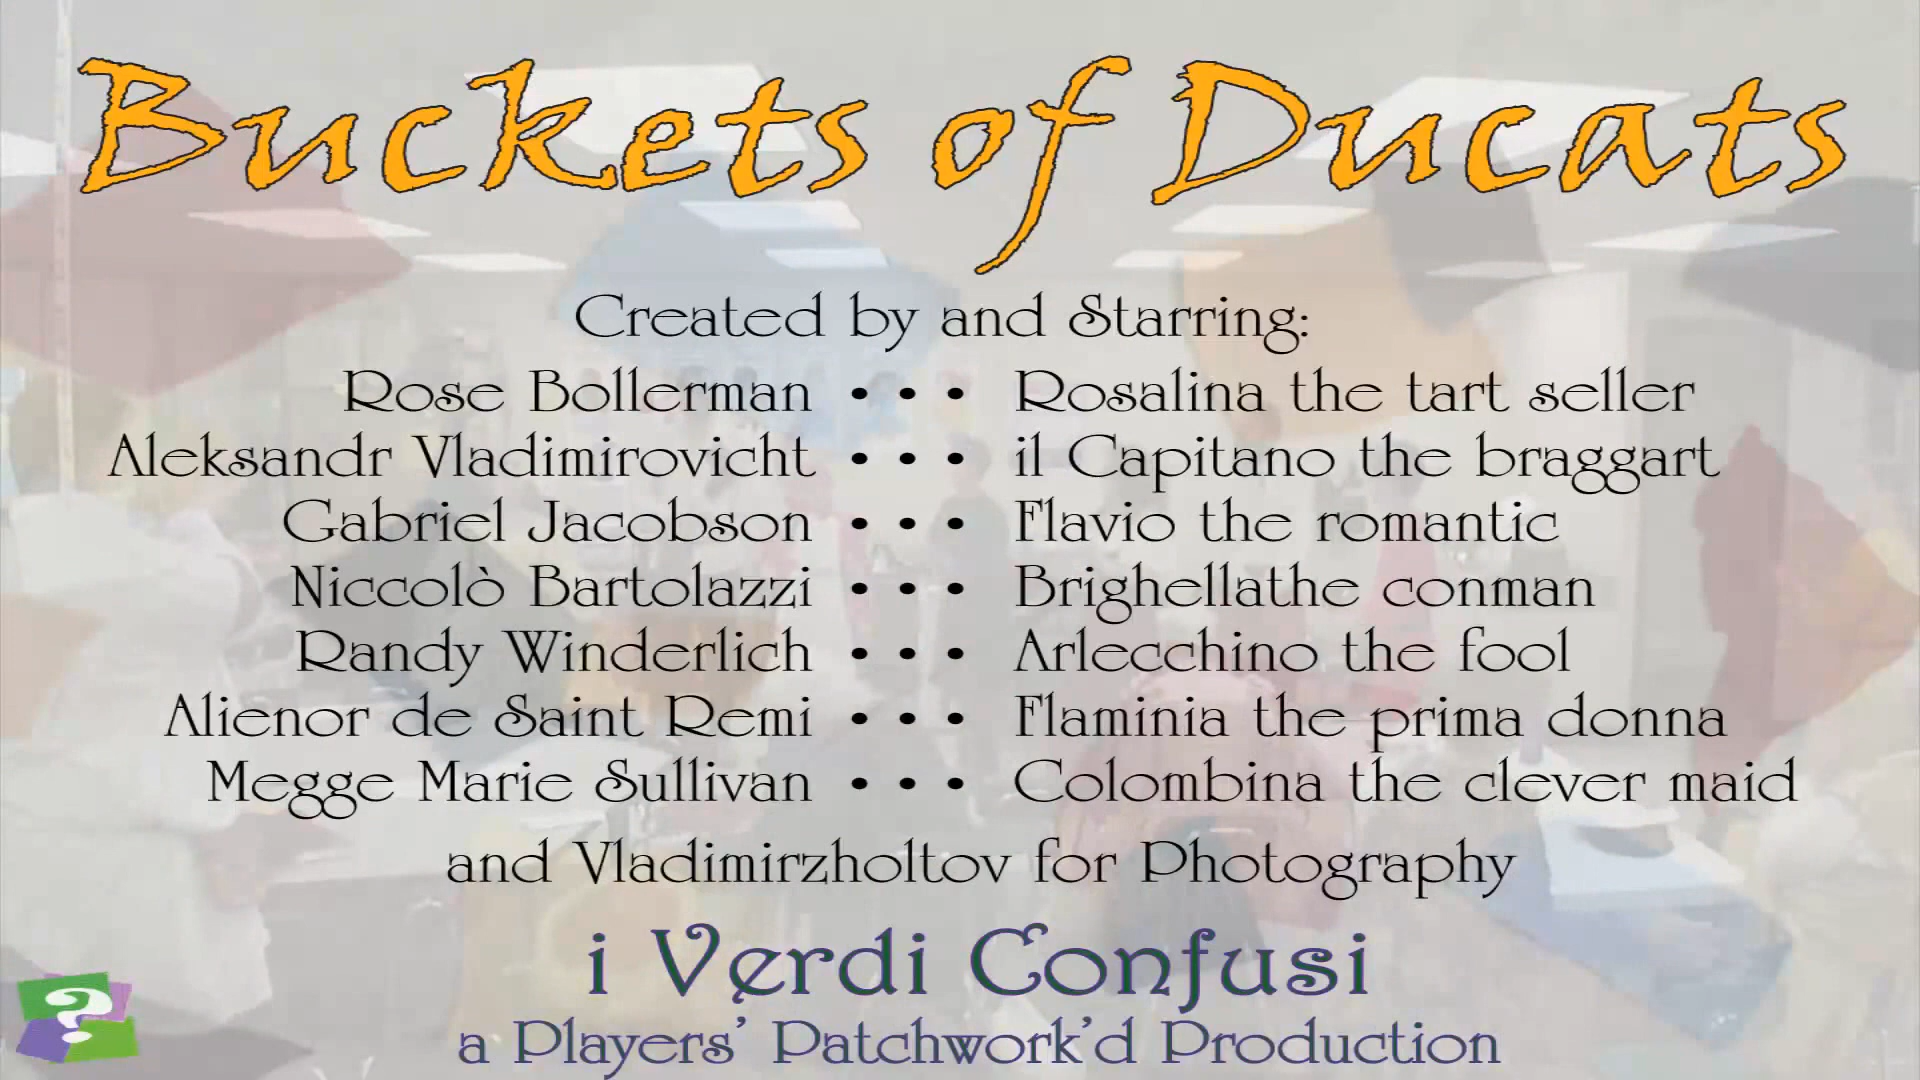 Buckets of Ducats
Created by and Starring:
Rose Bollerman • • • Rosalina the tart seller
Aleksandr Vladimirovicht • • • il Capitano the braggart
Gabriel Jacobson • • • Flavio the romantic
Niccolò Bartolazzi • • • Brighellathe conman
Randy Winderlich • • • Arlecchino the fool
Alienor de Saint Remi • • • Flaminia the prima donna
Megge Marie Sullivan • • • Colombina the clever maid
and Vladimirzholtov for Photography
i Verdi Confusi
a Players' Patchwork'd Production
?